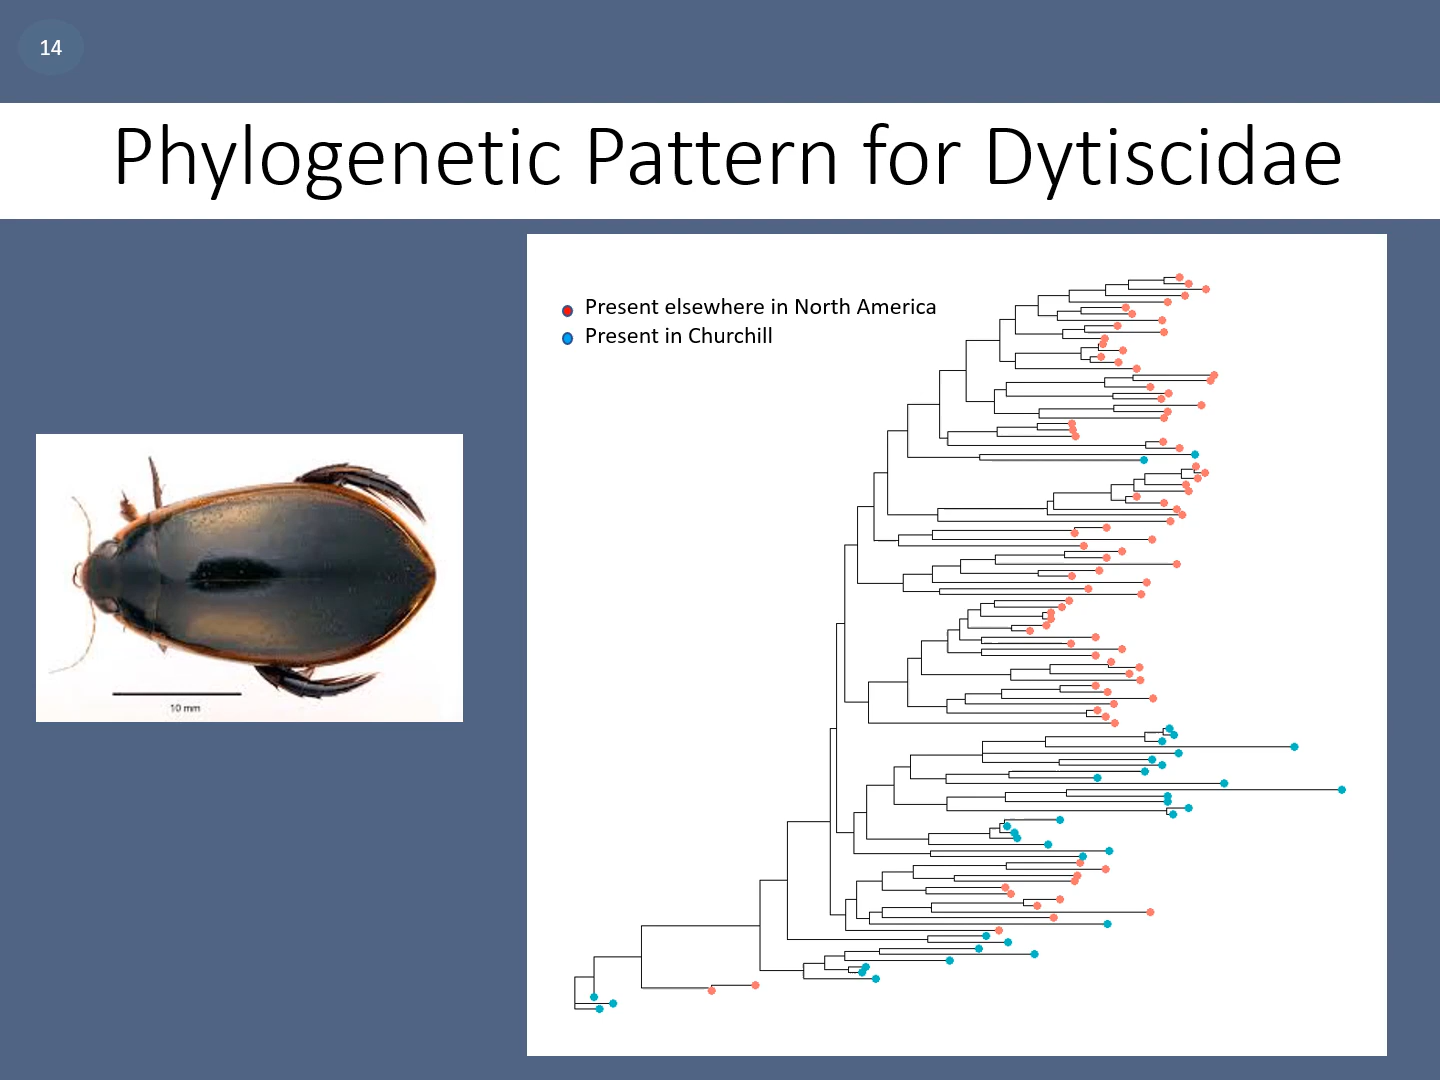 14
Phylogenetic Pattern for Dytiscidae
Present elsewhere in North America
Present in Churchill
10 mm